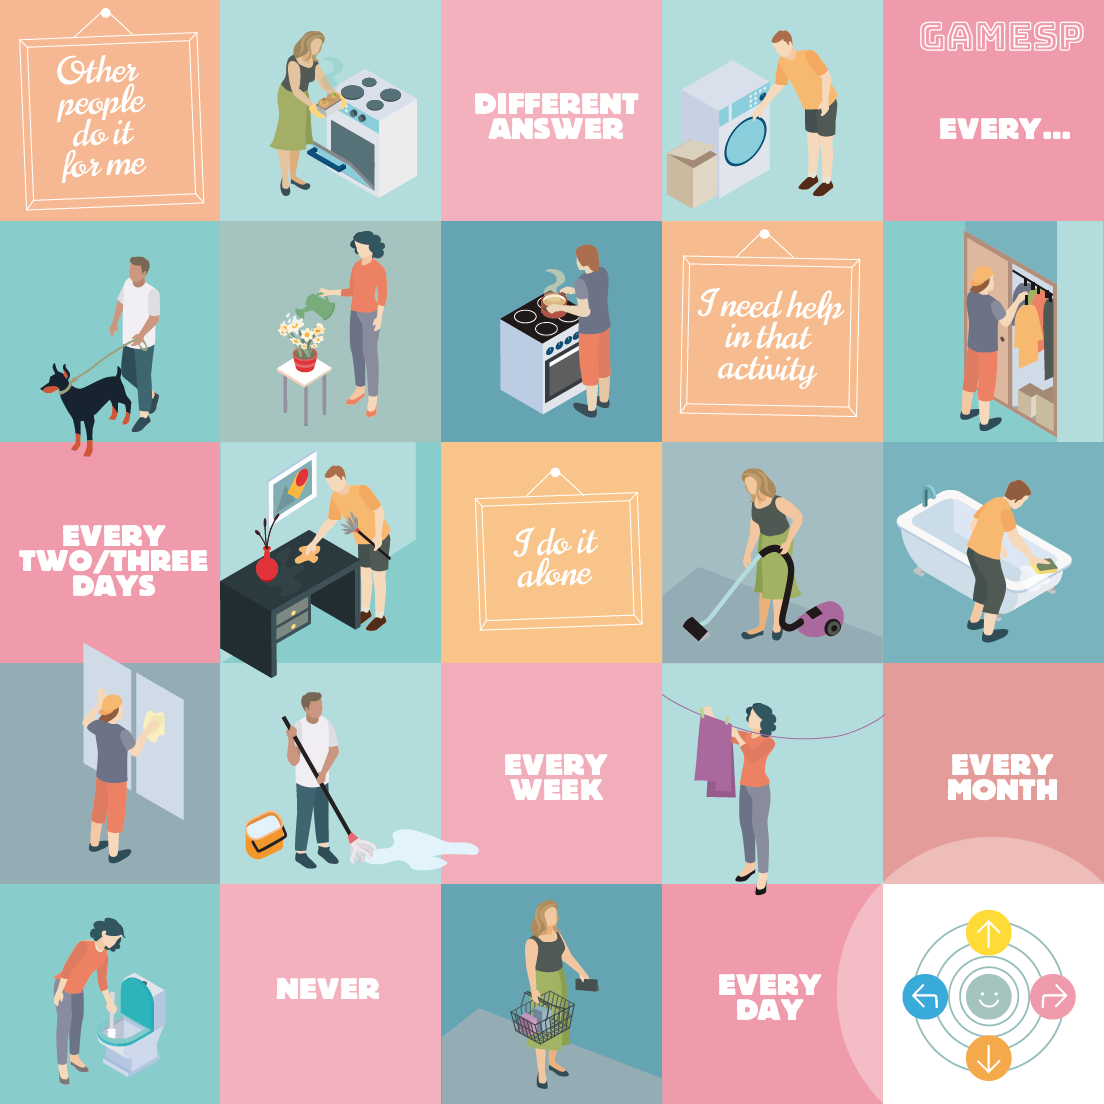 Other
people
do it
for me
DIFFERENT
ANSWER
GAMESP
EVERY...
I need help
in that
activity
EVERY
TWO/THREE
DAYS
I do it
alone
EVERY
WEEK
EVERY
MONTH
NEVER
EVERY
DAY